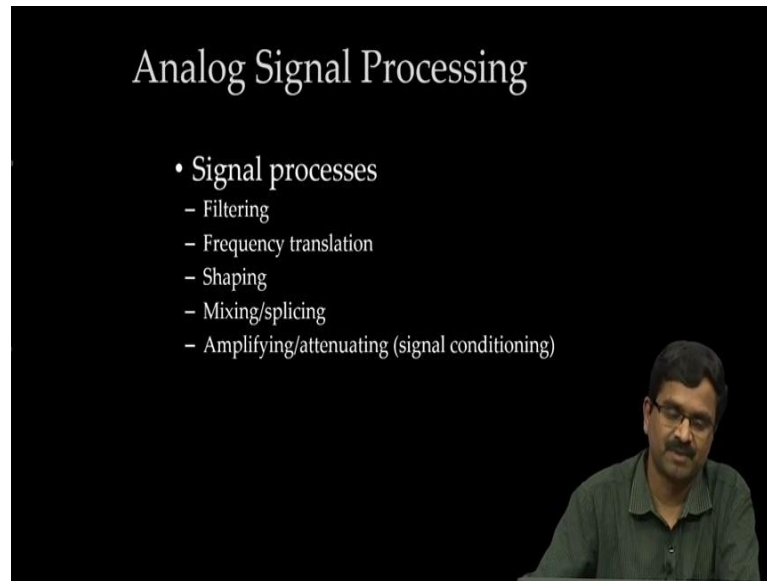 Analog Signal Processing
• Signal processes
– Filtering
– Frequency translation
– Shaping
– Mixing/splicing
– Amplifying/attenuating (signal conditioning)